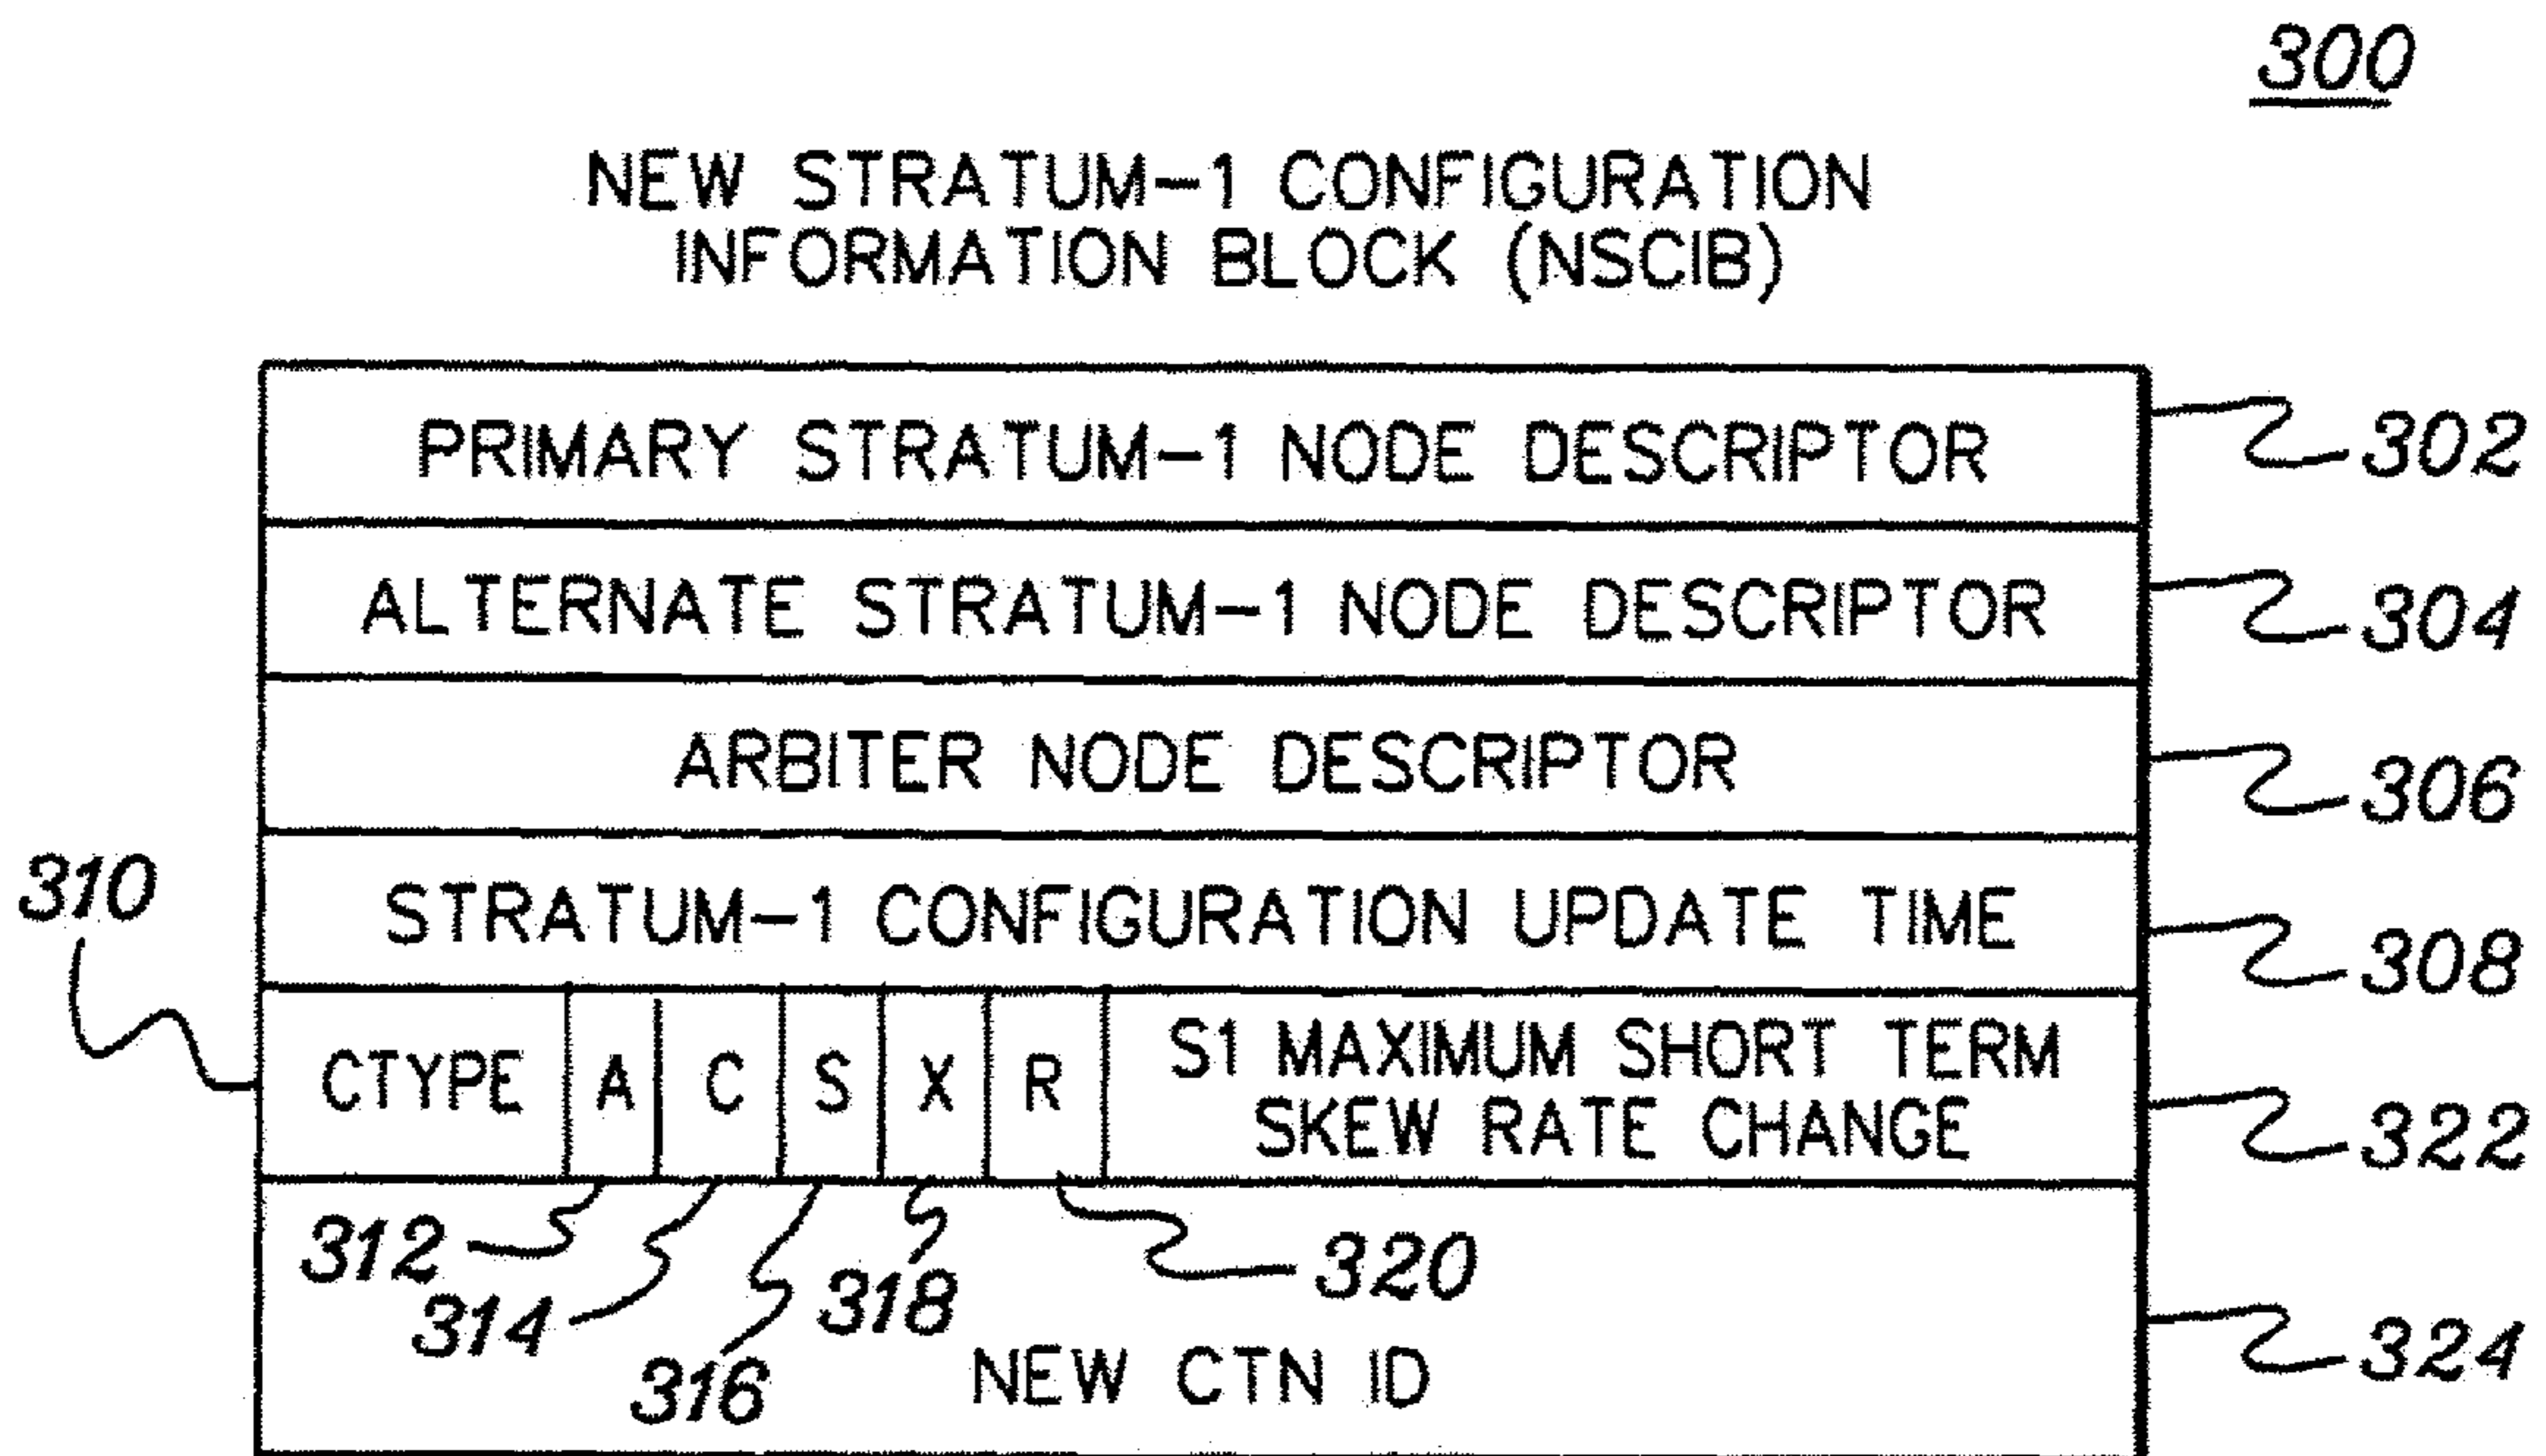 300
NEW STRATUM-1 CONFIGURATION
INFORMATION BLOCK (NSCIB)
PRIMARY STRATUM-1 NODE DESCRIPTOR
302
ALTERNATE STRATUM-1 NODE DESCRIPTOR
304
ARBITER NODE DESCRIPTOR
306
310
STRATUM-1 CONFIGURATION UPDATE TIME
308
CTYPE A C S X R
S1 MAXIMUM SHORT TERM
SKEW RATE CHANGE
322
312
314
316
318
320
NEW CTN ID
324